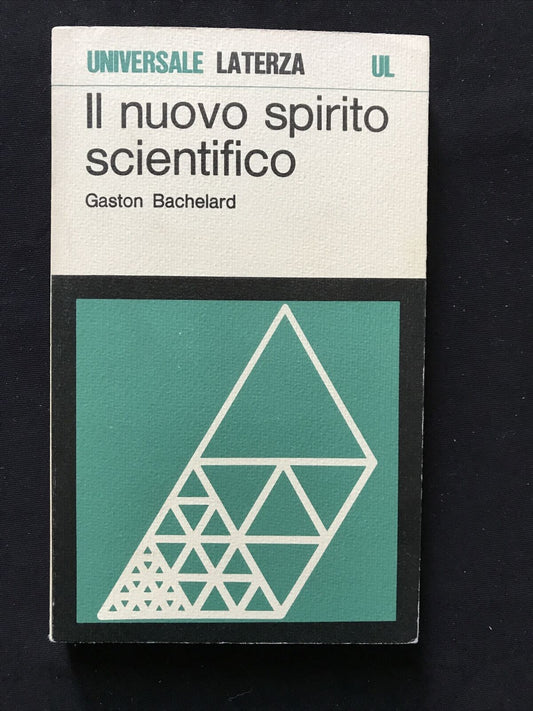 UNIVERSALE LATERZA UL
Il nuovo spirito
scientifico
Gaston Bachelard